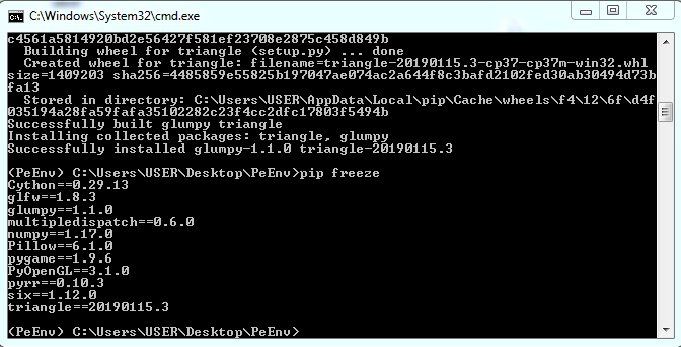 C:\Windows\System32\cmd.exe
c4561a5814920bd2e56427f581ef23708e2875c458d849b
Building wheel for triangle (setup.py) ... done
Created wheel for triangle: filename=triangle-20190115.3-cp37-cp37m-win32.whl
size=1409203 sha256=4485859e55825b197047ae074ac2a644f8c3bafd2102fed30ab30494d73b
fa13
Stored in directory: C:\Users\USER\AppData\Local\pip\Cache\wheels\f4\12\6f\d4f
035194a28fa59fafa35102282c23f4cc2dfc17803f5494b
Successfully built glumpy triangle
Installing collected packages: triangle, glumpy
Successfully installed glumpy-1.1.0 triangle-20190115.3
(PeEnv) C:\Users\USER\Desktop\PeEnv>pip freeze
Cython==0.29.13
glfw==1.8.3
glumpy==1.1.0
multipledispatch==0.6.0
numpy==1.17.0
Pillow==6.1.0
pygame==1.9.6
PyOpenGL==3.1.0
pyrr==0.10.3
six==1.12.0
triangle==20190115.3
(PeEnv) C:\Users\USER\Desktop\PeEnv>